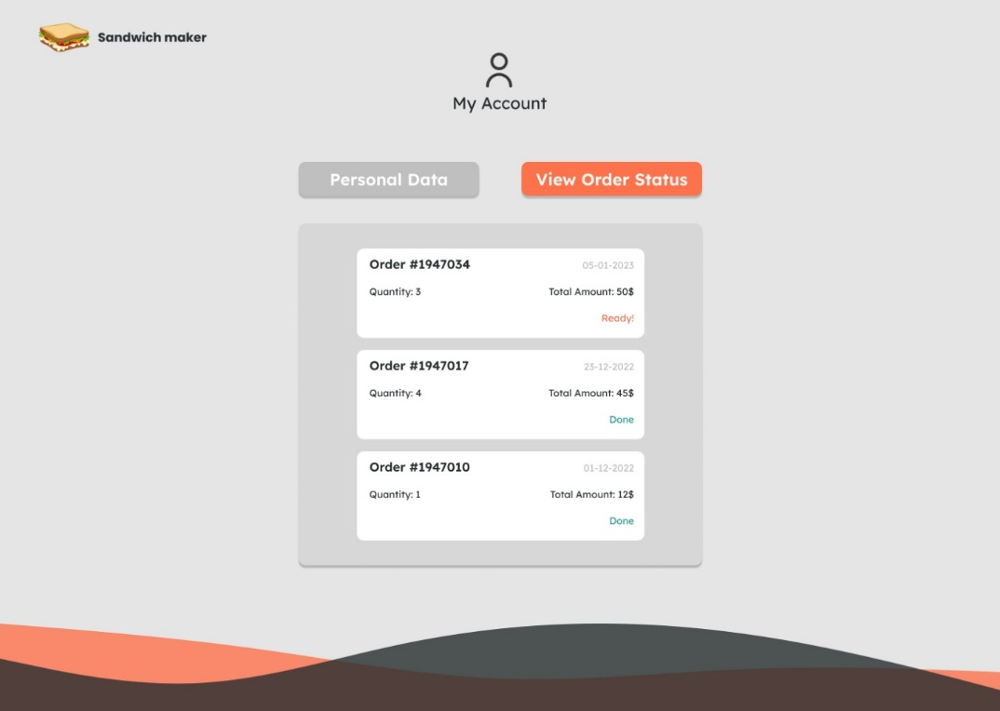 Sandwich maker
My Account
Personal Data
View Order Status
Order #1947034
05-01-2023
Quantity: 3
Total Amount: 50$
Ready!
Order #1947017
23-12-2022
Quantity: 4
Total Amount: 45$
Done
Order #1947010
01-12-2022
Quantity: 1
Total Amount: 12$
Done